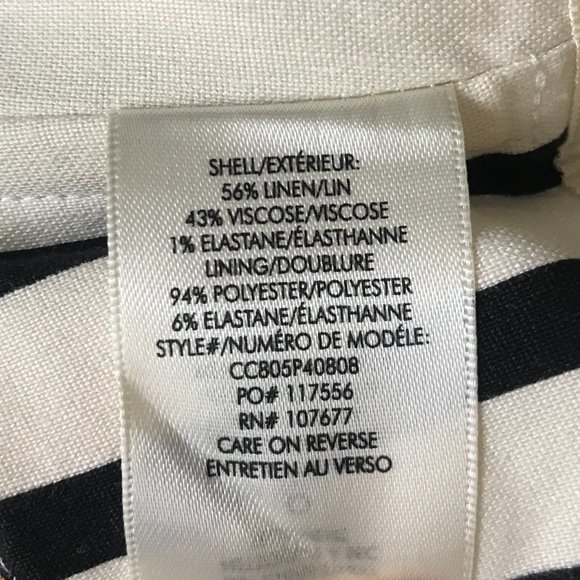 SHELL/EXTÉRIEUR:
56% LINEN/LIN
43% VISCOSE/VISCOSE
1% ELASTANE/ÉLASTHANNE
LINING/DOUBLURE
94% POLYESTER/POLYESTER
6% ELASTANE/ÉLASTHANNE
STYLE#/NUMÉRO DE MODÉLE:
CC805P40808
PO# 117556
RN# 107677
CARE ON REVERSE
ENTRETIEN AU VERSO